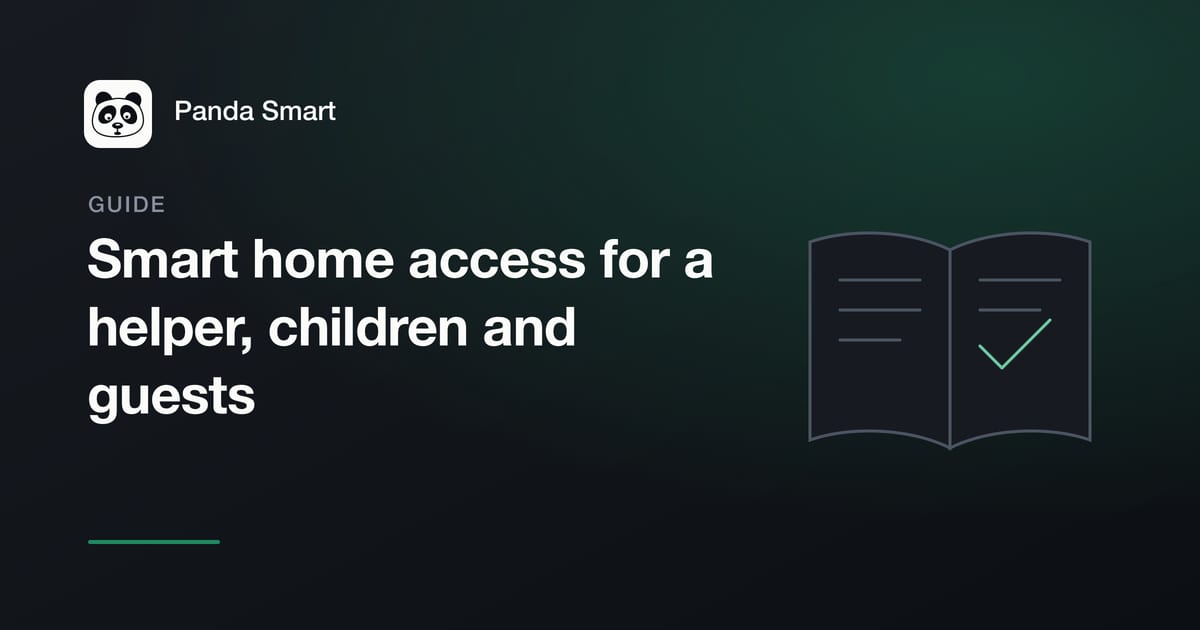 Panda Smart
GUIDE
Smart home access for a
helper, children and
guests